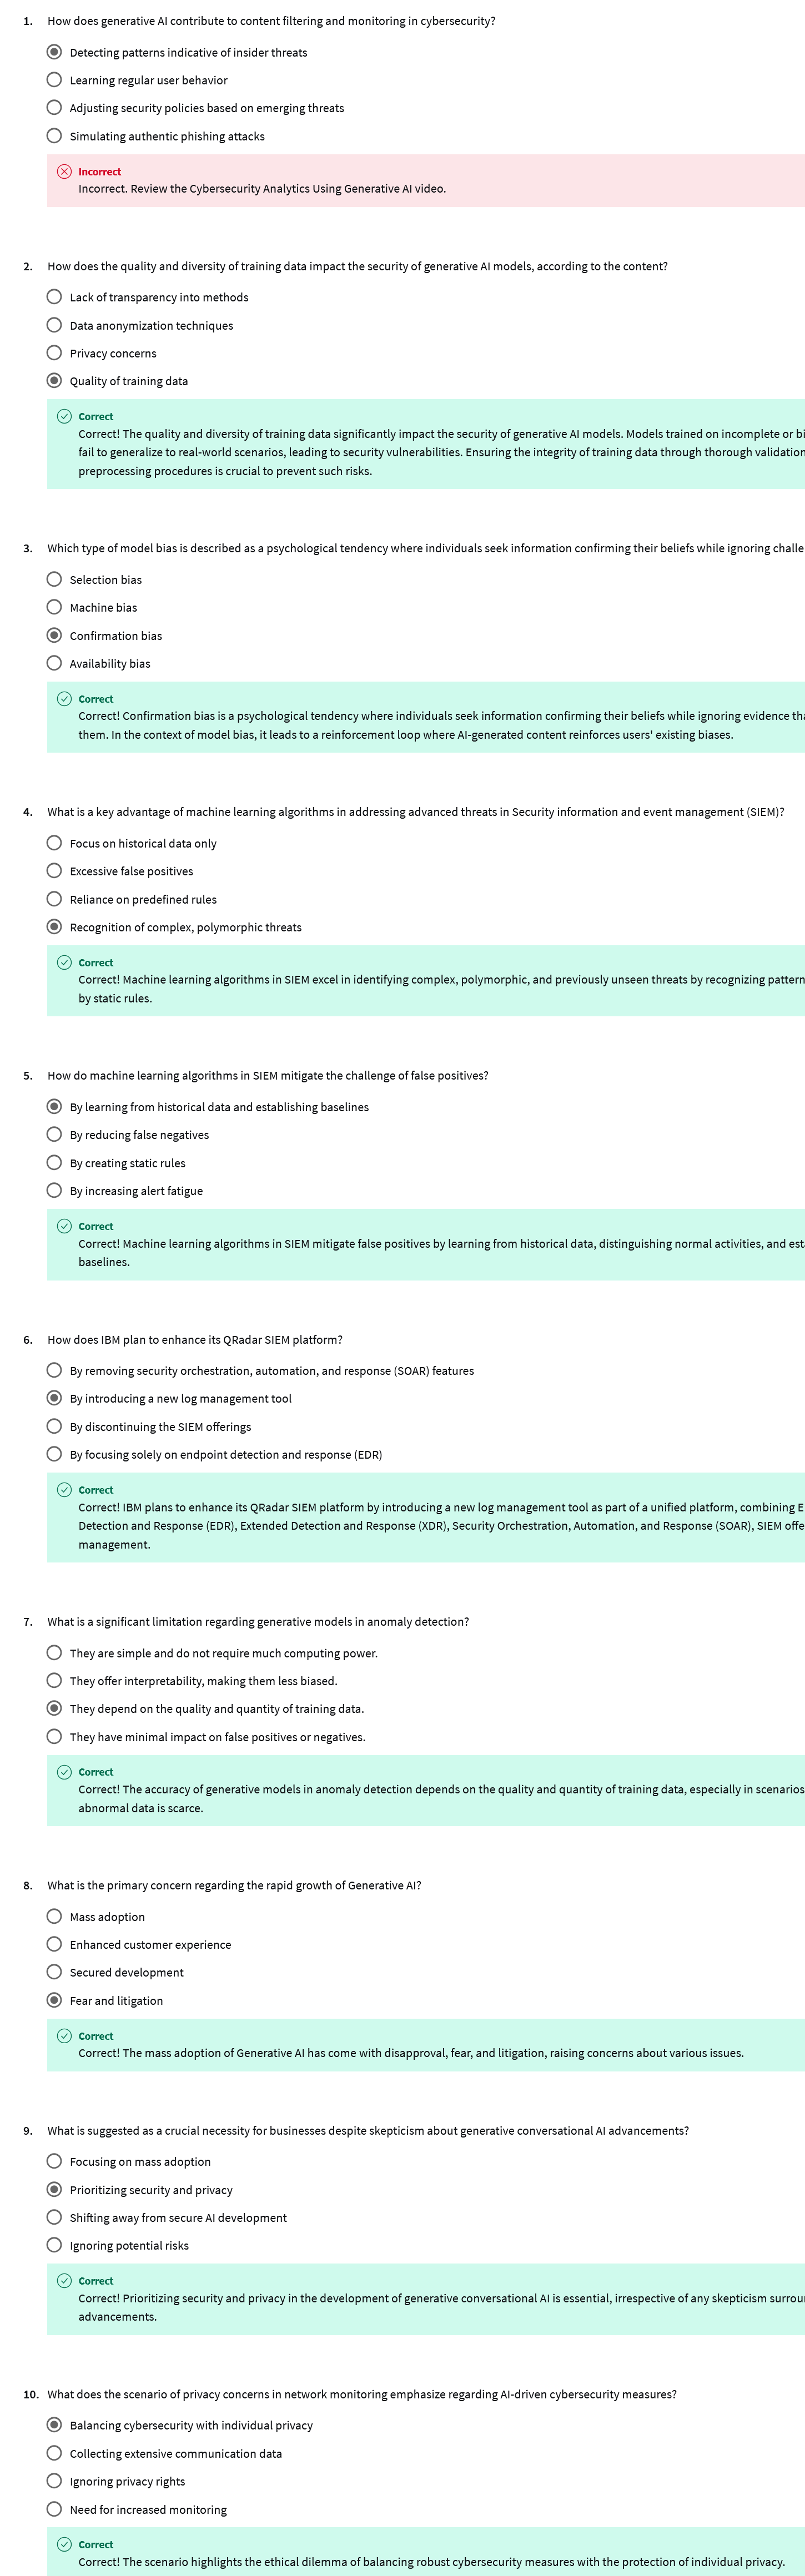 1. How does generative AI contribute to content filtering and monitoring in cybersecurity?
Detecting patterns indicative of insider threats
Learning regular user behavior
Adjusting security policies based on emerging threats
Simulating authentic phishing attacks
Incorrect
Incorrect. Review the Cybersecurity Analytics Using Generative AI video.
2. How does the quality and diversity of training data impact the security of generative AI models, according to the content?
Lack of transparency into methods
Data anonymization techniques
Privacy concerns
Quality of training data
Correct
Correct! The quality and diversity of training data significantly impact the security of generative AI models. Models trained on incomplete or bi
fail to generalize to real-world scenarios, leading to security vulnerabilities. Ensuring the integrity of training data through thorough validation
preprocessing procedures is crucial to prevent such risks.
3. Which type of model bias is described as a psychological tendency where individuals seek information confirming their beliefs while ignoring challe
Selection bias
Machine bias
Confirmation bias
Availability bias
Correct
Correct! Confirmation bias is a psychological tendency where individuals seek information confirming their beliefs while ignoring evidence tha
them. In the context of model bias, it leads to a reinforcement loop where AI-generated content reinforces users' existing biases.
4. What is a key advantage of machine learning algorithms in addressing advanced threats in Security information and event management (SIEM)?
Focus on historical data only
Excessive false positives
Reliance on predefined rules
Recognition of complex, polymorphic threats
Correct
Correct! Machine learning algorithms in SIEM excel in identifying complex, polymorphic, and previously unseen threats by recognizing pattern
by static rules.
5. How do machine learning algorithms in SIEM mitigate the challenge of false positives?
By learning from historical data and establishing baselines
By reducing false negatives
By creating static rules
By increasing alert fatigue
Correct
Correct! Machine learning algorithms in SIEM mitigate false positives by learning from historical data, distinguishing normal activities, and est
baselines.
6. How does IBM plan to enhance its QRadar SIEM platform?
By removing security orchestration, automation, and response (SOAR) features
By introducing a new log management tool
By discontinuing the SIEM offerings
By focusing solely on endpoint detection and response (EDR)
Correct
Correct! IBM plans to enhance its QRadar SIEM platform by introducing a new log management tool as part of a unified platform, combining E
Detection and Response (EDR), Extended Detection and Response (XDR), Security Orchestration, Automation, and Response (SOAR), SIEM offe
management.
7. What is a significant limitation regarding generative models in anomaly detection?
They are simple and do not require much computing power.
They offer interpretability, making them less biased.
They depend on the quality and quantity of training data.
They have minimal impact on false positives or negatives.
Correct
Correct! The accuracy of generative models in anomaly detection depends on the quality and quantity of training data, especially in scenarios
abnormal data is scarce.
8. What is the primary concern regarding the rapid growth of Generative AI?
Mass adoption
Enhanced customer experience
Secured development
Fear and litigation
Correct
Correct! The mass adoption of Generative AI has come with disapproval, fear, and litigation, raising concerns about various issues.
9. What is suggested as a crucial necessity for businesses despite skepticism about generative conversational AI advancements?
Focusing on mass adoption
Prioritizing security and privacy
Shifting away from secure AI development
Ignoring potential risks
Correct
Correct! Prioritizing security and privacy in the development of generative conversational AI is essential, irrespective of any skepticism surrou
advancements.
10. What does the scenario of privacy concerns in network monitoring emphasize regarding AI-driven cybersecurity measures?
Balancing cybersecurity with individual privacy
Collecting extensive communication data
Ignoring privacy rights
Need for increased monitoring
Correct
Correct! The scenario highlights the ethical dilemma of balancing robust cybersecurity measures with the protection of individual privacy.